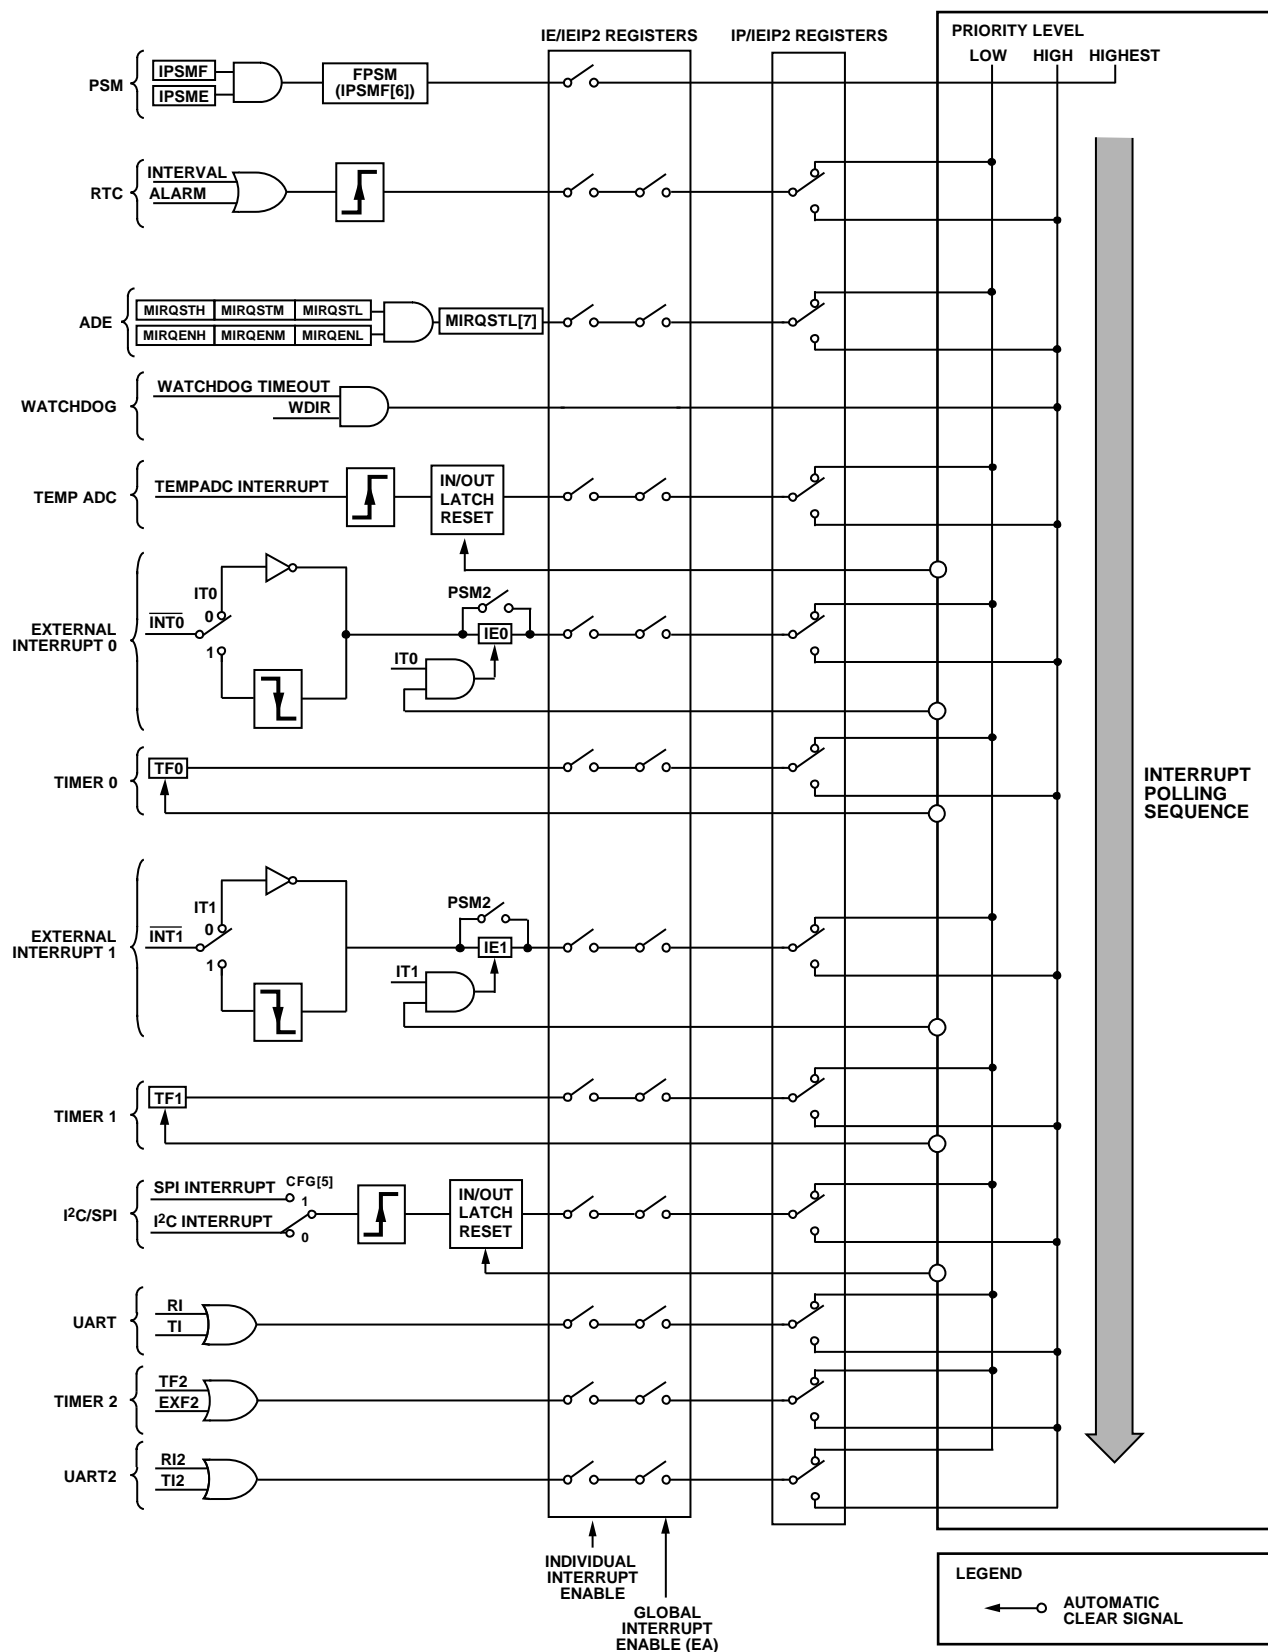 IE/IEIP2 REGISTERS
IP/IEIP2 REGISTERS
PRIORITY LEVEL
LOW
HIGH
HIGHEST
PSM
IPSMF
IPSME
FPSM
(IPSMF[6])
RTC
INTERVAL
ALARM
ADE
MIRQSTH
MIRQSTM
MIRQSTL
MIRQENH
MIRQENM
MIRQENL
MIRQSTL[7]
WATCHDOG
WATCHDOG TIMEOUT
WDIR
TEMP ADC
TEMPADC INTERRUPT
IN/OUT
LATCH
RESET
EXTERNAL
INTERRUPT 0
INT0
IT0
0
1
PSM2
IE0
IT0
TIMER 0
TF0
INTERRUPT
POLLING
SEQUENCE
EXTERNAL
INTERRUPT 1
INT1
IT1
0
1
PSM2
IE1
IT1
TIMER 1
TF1
I2C/SPI
SPI INTERRUPT
I2C INTERRUPT
CFG[5]
1
0
IN/OUT
LATCH
RESET
UART
RI
TI
TIMER 2
TF2
EXF2
UART2
RI2
TI2
INDIVIDUAL
INTERRUPT
ENABLE
GLOBAL
INTERRUPT
ENABLE (EA)
LEGEND
AUTOMATIC
CLEAR SIGNAL